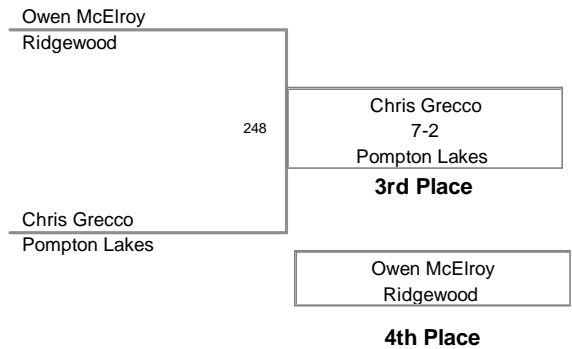 Owen McElroy
Ridgewood
Chris Grecco
248
7-2
Pompton Lakes
3rd Place
Chris Grecco
Pompton Lakes
Owen McElroy
Ridgewood
4th Place